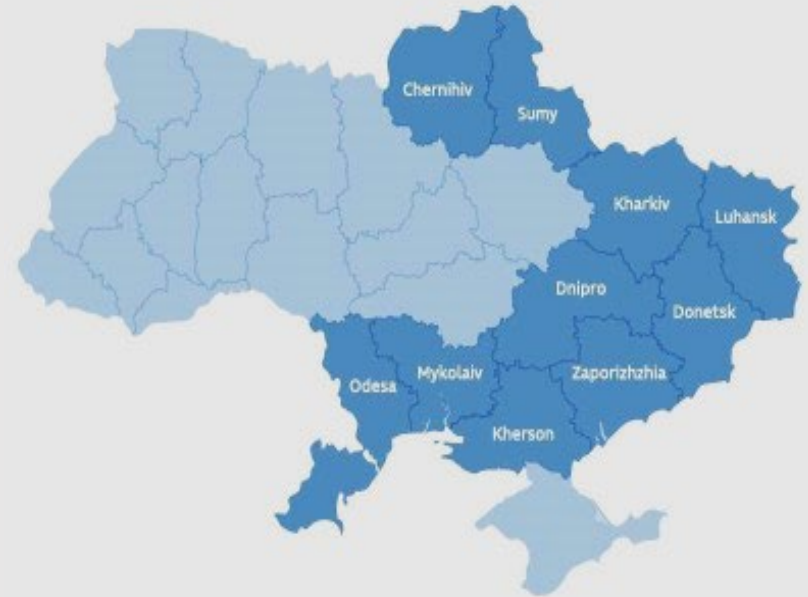 Chernihiv
Sumy
Kharkiv
Luhansk
Dnipro
Donetsk
Odesa
Mykolaiv
Zaporizhzhia
Kherson